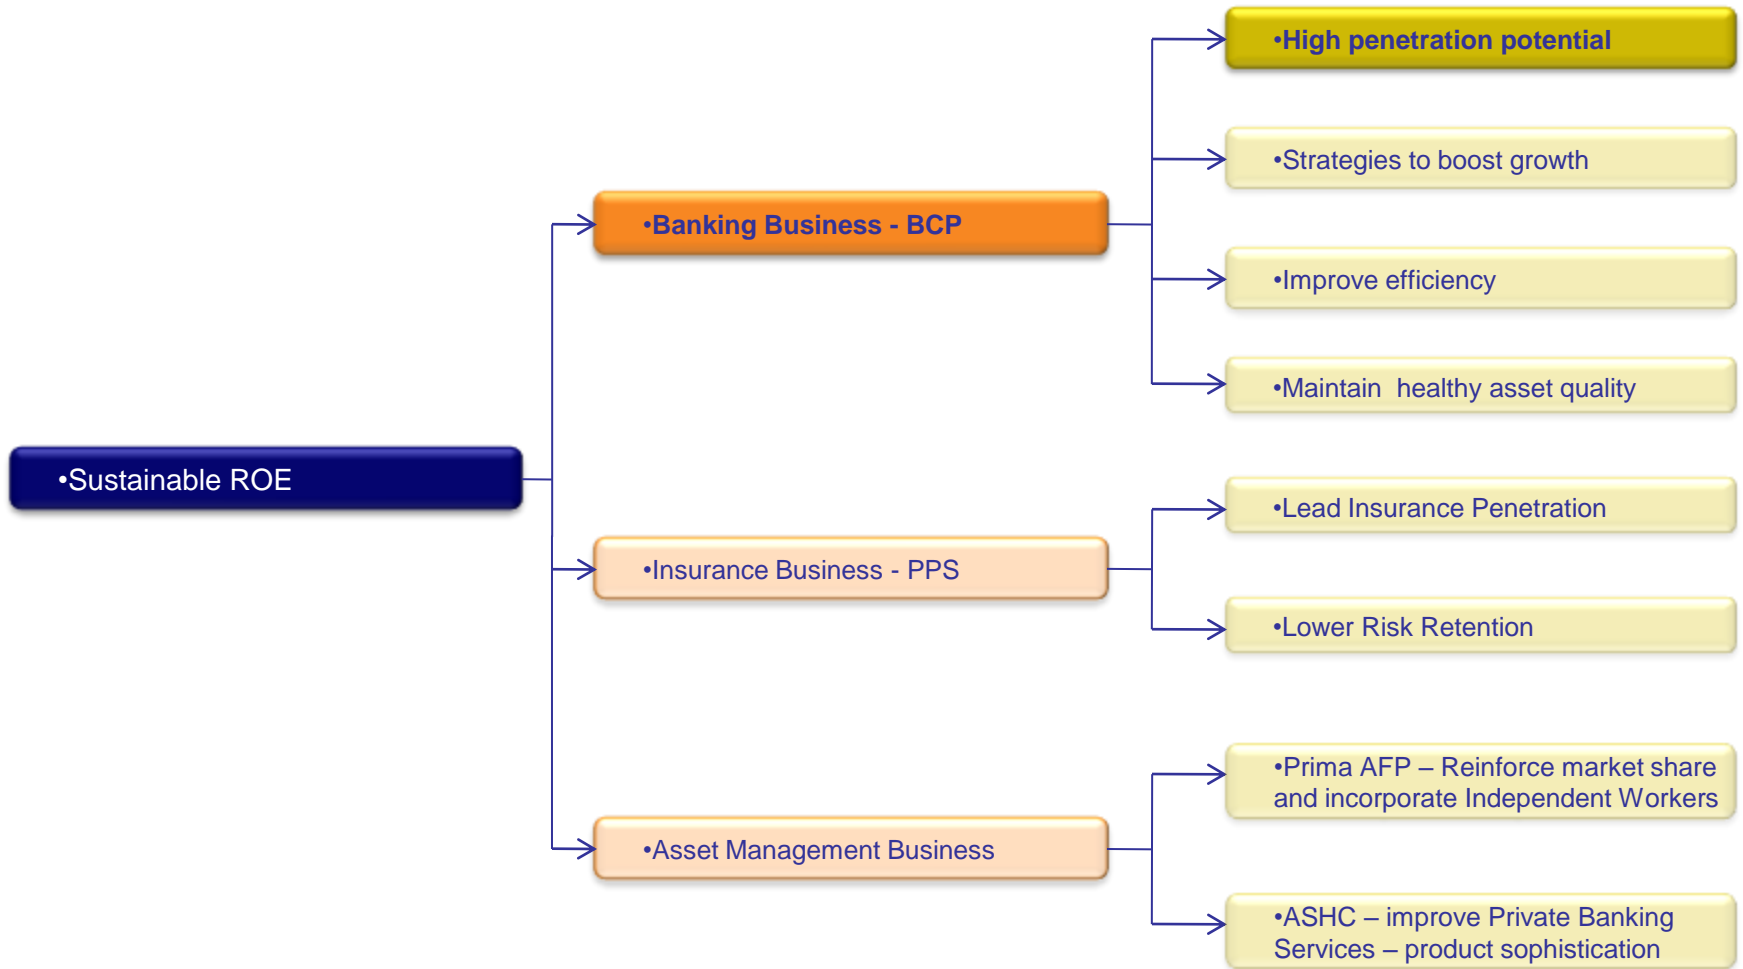 •High penetration potential
•Strategies to boost growth
•Banking Business - BCP
•Improve efficiency
•Maintain  healthy asset quality
•Sustainable ROE
•Lead Insurance Penetration
•Insurance Business - PPS
•Lower Risk Retention
•Prima AFP – Reinforce market share
and incorporate Independent Workers
•Asset Management Business
•ASHC – improve Private Banking
Services – product sophistication